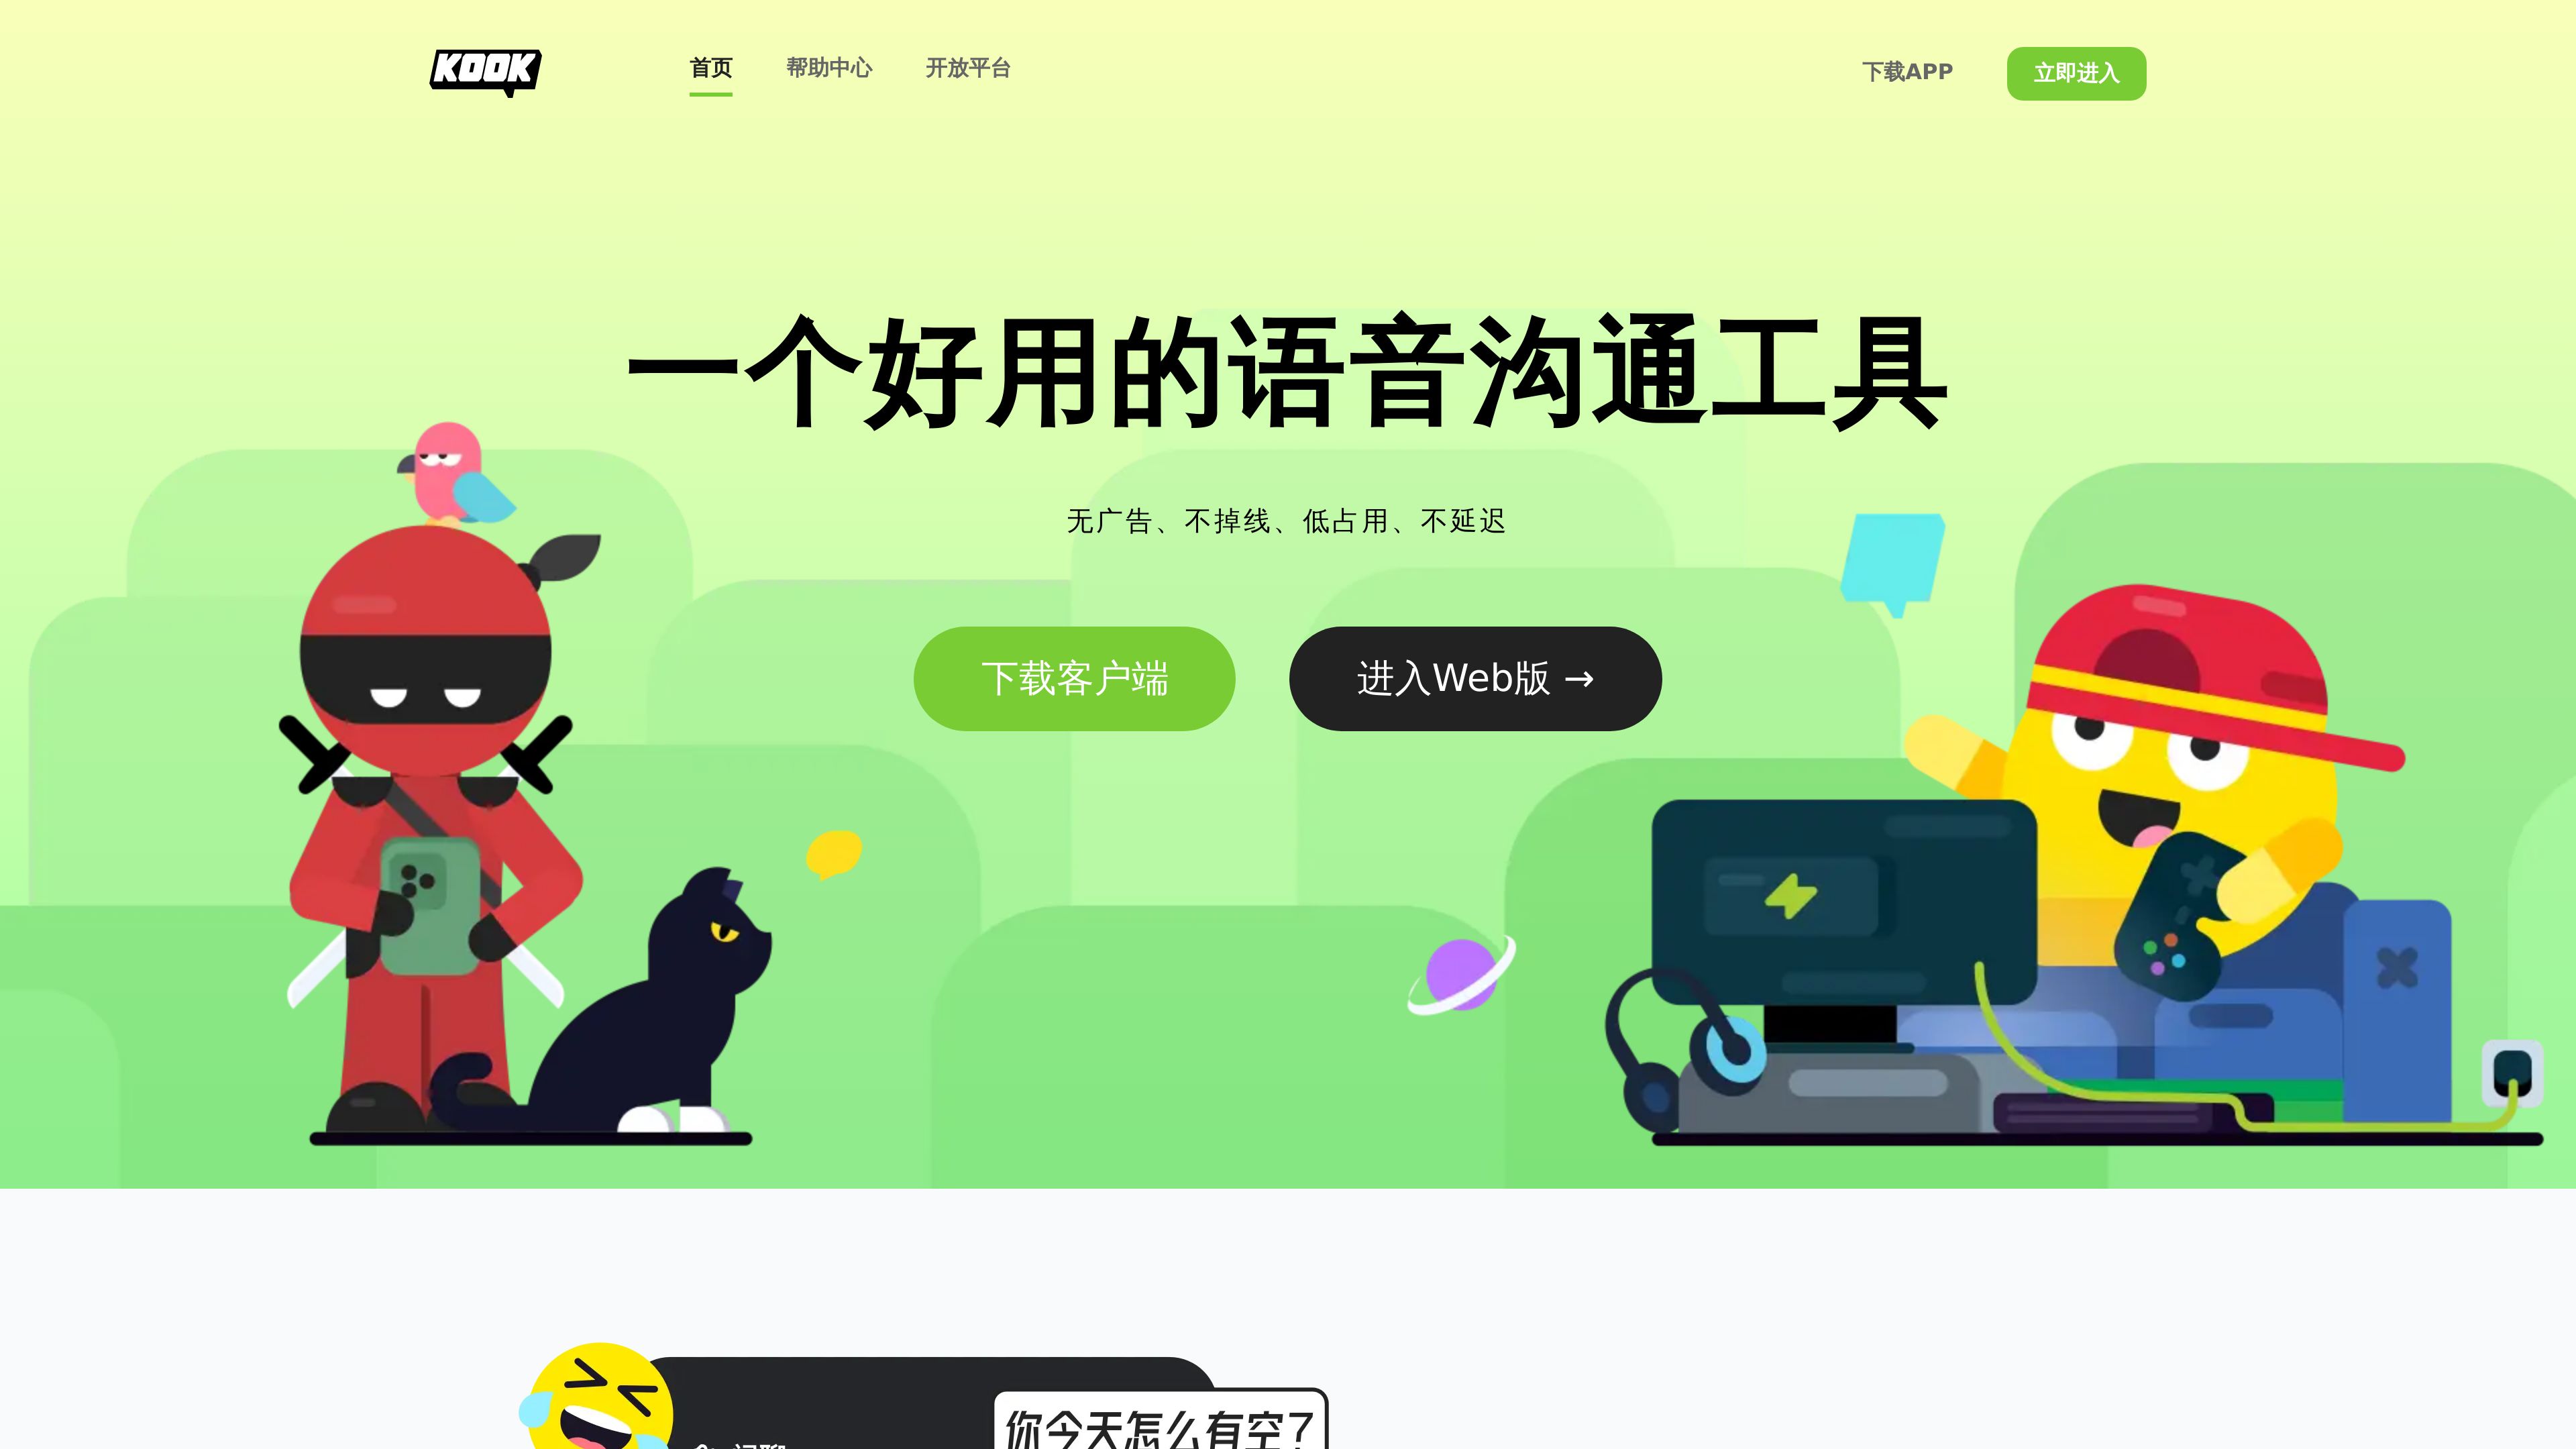 KOOK
首页
帮助中心
开放平台
下载APP
立即进入
一个好用的语音沟通工具
无广告、不掉线、低占用、不延迟
下载客户端
进入Web版 →
你今天怎么有空?